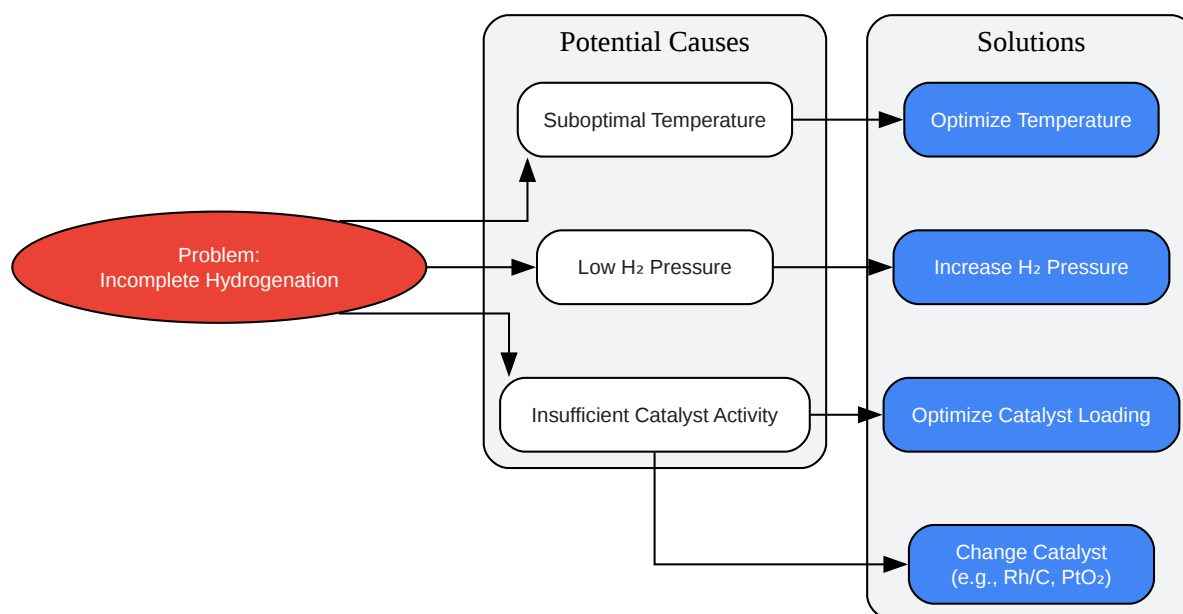 Potential Causes
Solutions
Suboptimal Temperature
Optimize Temperature
Problem:
Incomplete Hydrogenation
Low H₂ Pressure
Increase H₂ Pressure
Insufficient Catalyst Activity
Optimize Catalyst Loading
Change Catalyst
(e.g., Rh/C, PtO₂)